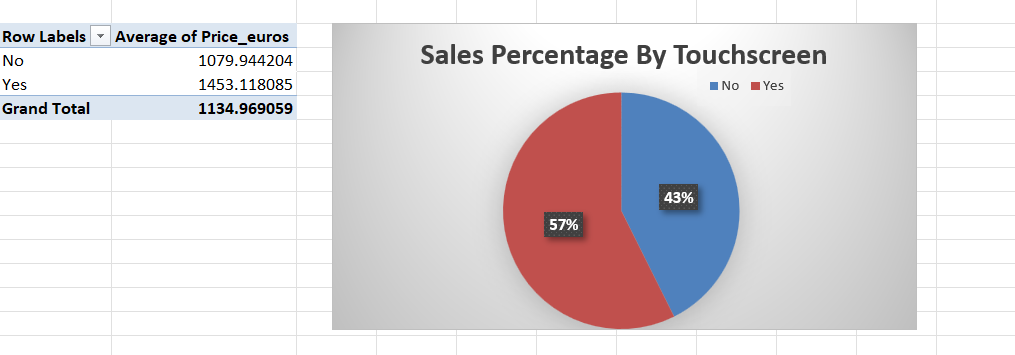 Row Labels Average of Price_euros
No 1079.944204
Yes 1453.118085
Grand Total 1134.969059
Sales Percentage By Touchscreen
No Yes
43%
57%